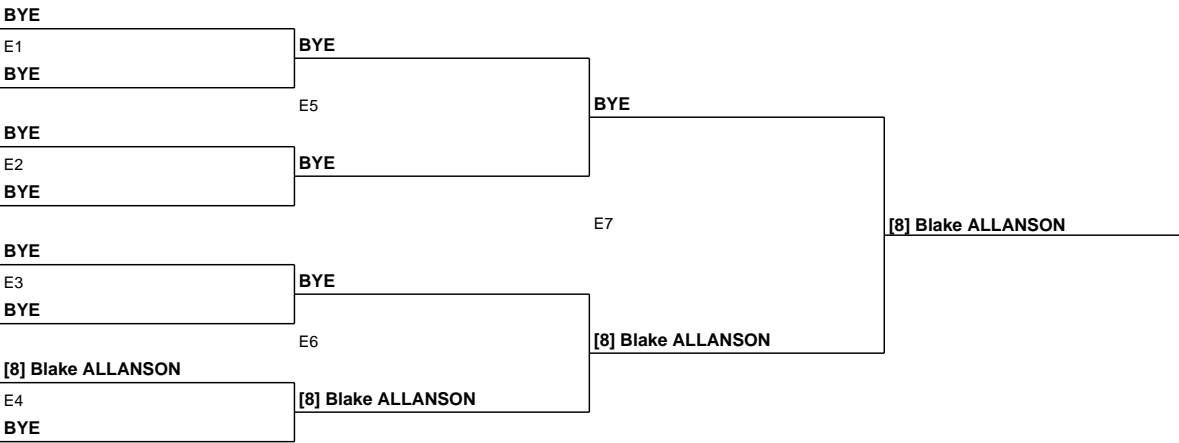 BYE
E1
BYE
BYE
E5
BYE
BYE
E2
BYE
BYE
E7
[8] Blake ALLANSON
BYE
E3
BYE
BYE
E6
[8] Blake ALLANSON
[8] Blake ALLANSON
E4
[8] Blake ALLANSON
BYE